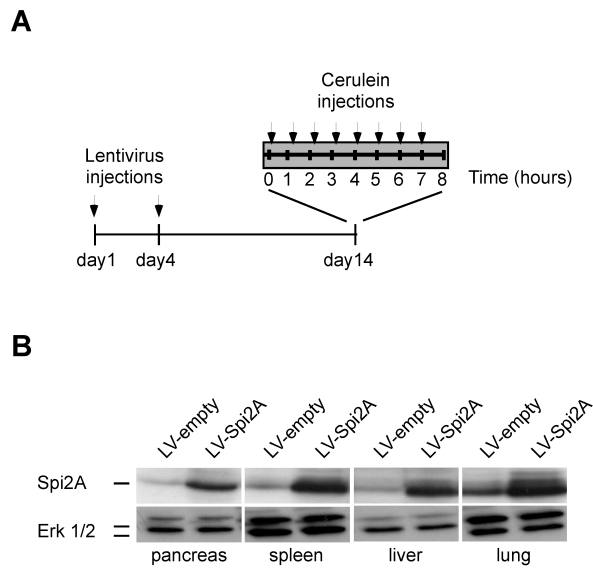 A
Cerulein
injections
Lentivirus
injections
0 1 2 3 4 5 6 7 8 Time (hours)
day1 day4 day14
B
LV-empty LV-Spi2A LV-empty LV-Spi2A LV-empty LV-Spi2A LV-empty LV-Spi2A
Spi2A
Erk 1/2
pancreas spleen liver lung